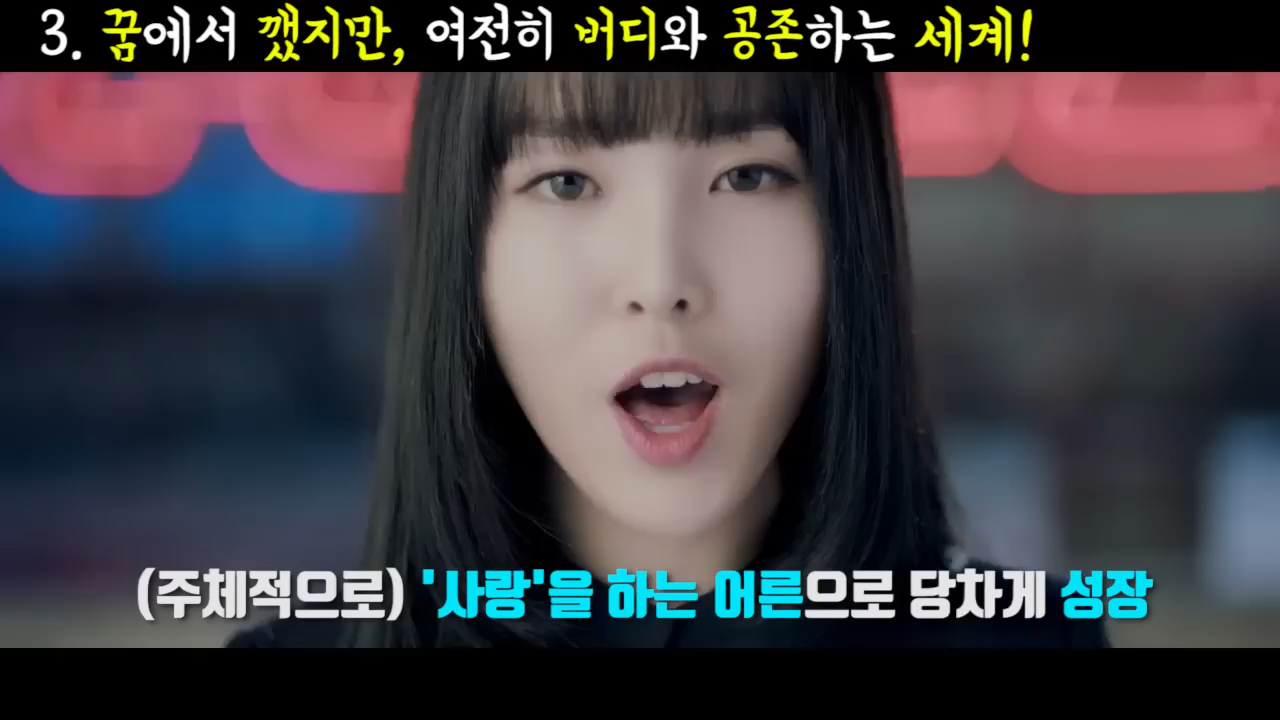 3. 꿈에서 깼지만, 여전히 버디와 공존하는 세계!
(주체적으로) '사랑'을 하는 어른으로 당차게 성장